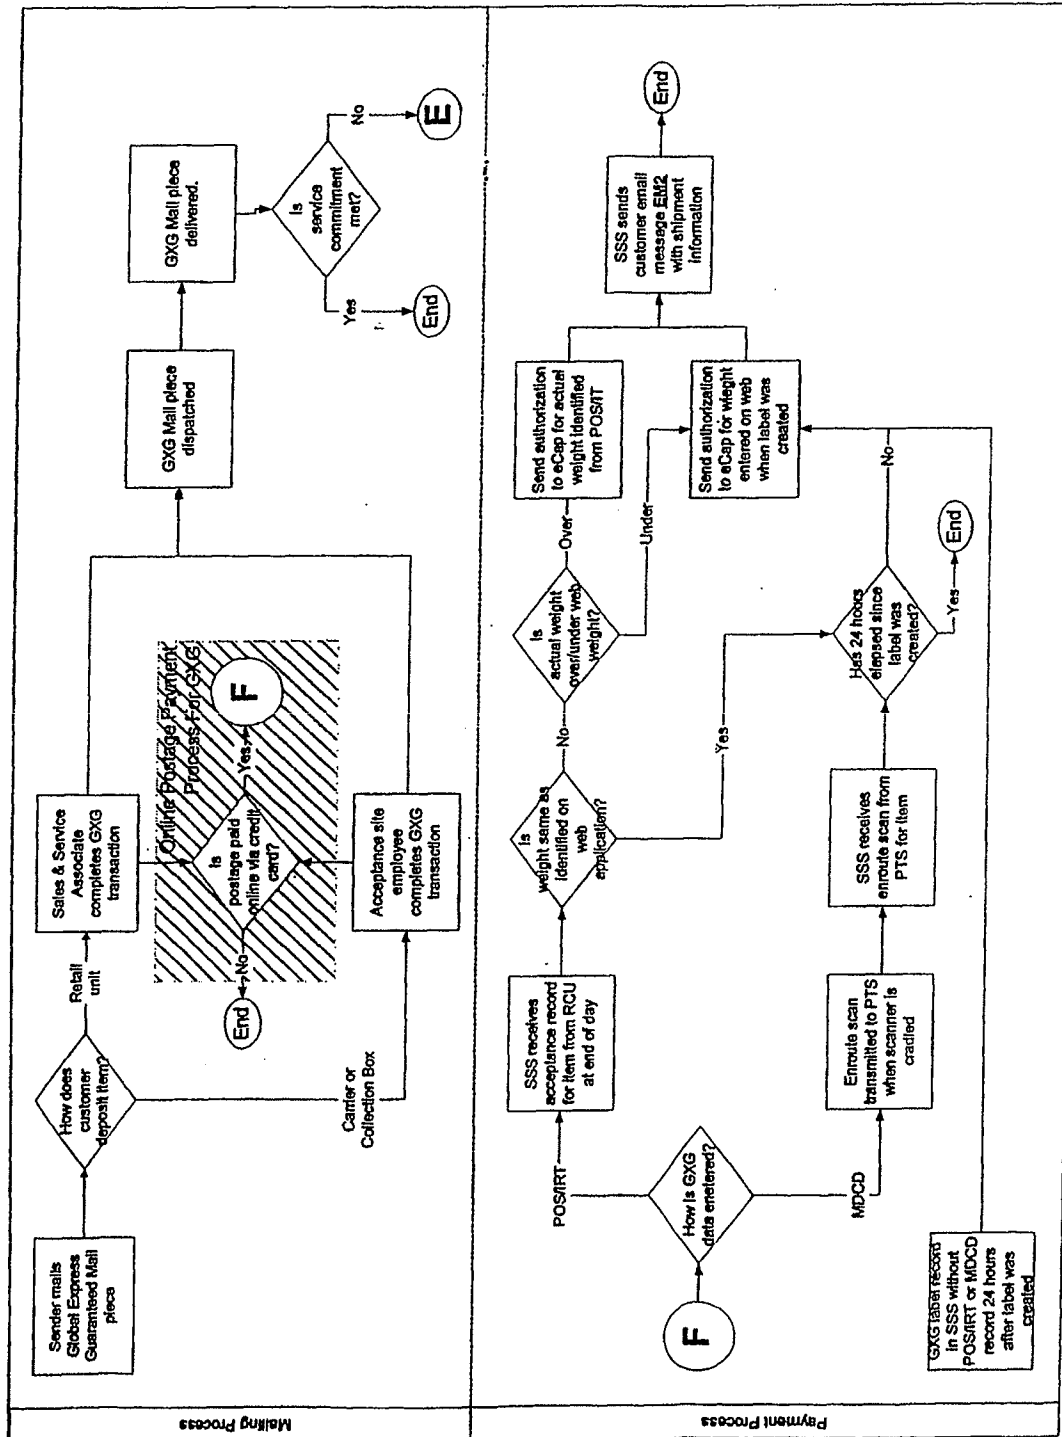 Mailing Process
Sender mails
Global Express
Guaranteed Mail
piece
How does
customer
deposit item?
Retail
unit
Carrier or
Collection Box
Sales & Service
Associate
completes GXG
transaction
Online Postage Payment
Process For GXG
Is
postage paid
online via credit
card?
No
End
Yes
F
Acceptance site
employee
completes GXG
transaction
GXG Mail piece
dispatched
GXG Mail piece
delivered.
Is
service
commitment
met?
Yes
End
No
E
Payment Process
F
How is GXG
data enetered?
POS/IRT
MDCD
SSS receives
acceptance record
for item from RCU
at end of day
Is
weight same as
identified on
web
application?
No
Yes
Is
actual weight
over/under web
weight?
Over
Under
Send authorization
to eCap for actual
weight identified
from POS/IT
Send authorization
to eCap for wieght
entered on web
when label was
created
SSS sends
customer email
message EM2
with shipment
information
End
Enroute scan
transmitted to PTS
when scanner is
cradled
SSS receives
enroute scan from
PTS for item
Has 24 hoors
elapsed since
label was
created?
No
Yes
End
GXG label record
in SSS without
POS/IRT or MDCD
record 24 hours
after label was
created